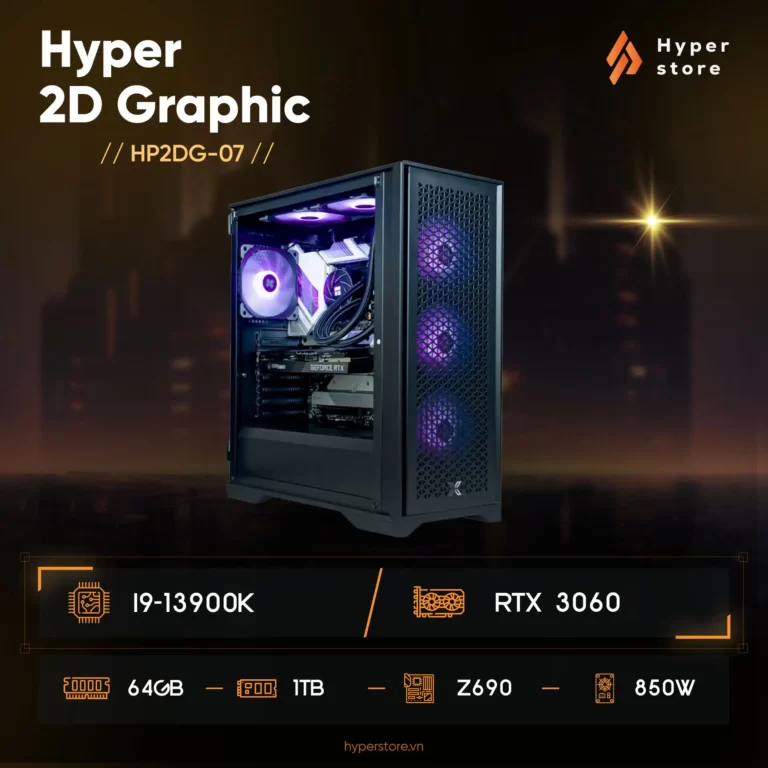 Hyper
2D Graphic
// HP2DG-07 //
Hyper
store
GEFORCE RTX
I9-13900K
RTX 3060
64GB
1TB
Z690
850W
hyperstore.vn